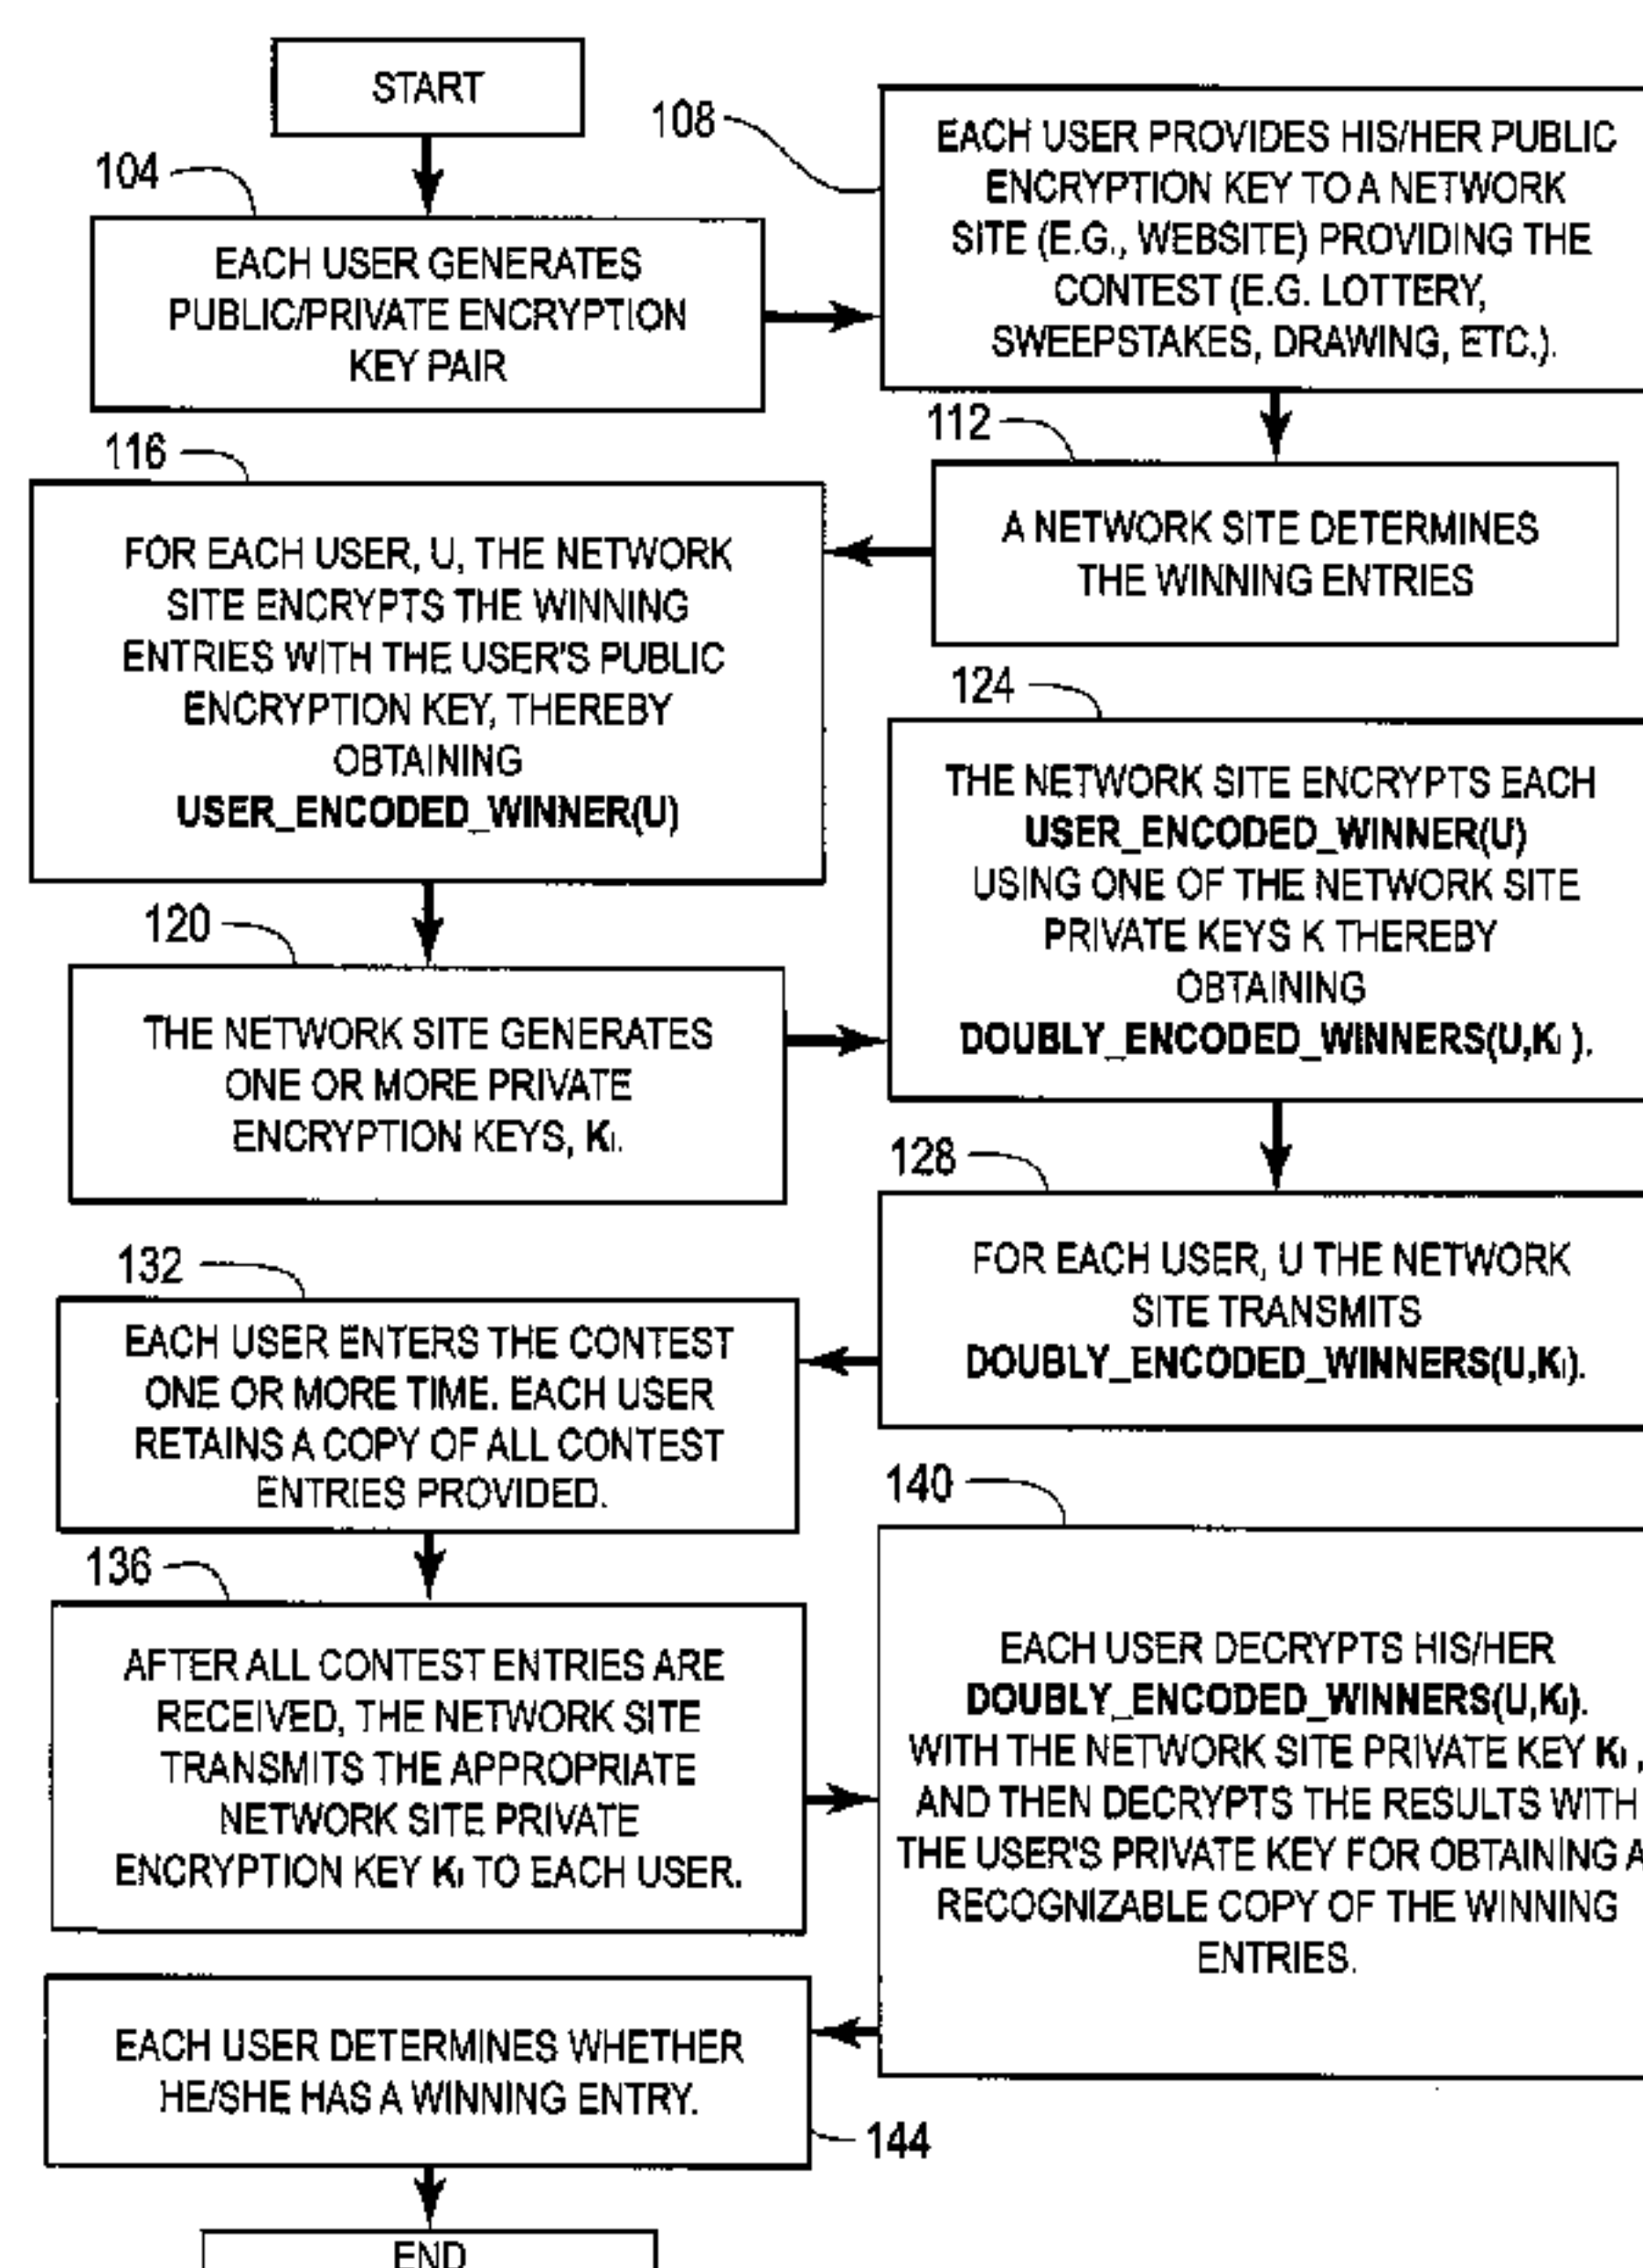 START
104
EACH USER GENERATES
PUBLIC/PRIVATE ENCRYPTION
KEY PAIR
108
EACH USER PROVIDES HIS/HER PUBLIC
ENCRYPTION KEY TO A NETWORK
SITE (E.G., WEBSITE) PROVIDING THE
CONTEST (E.G. LOTTERY,
SWEEPSTAKES, DRAWING, ETC.).
112
A NETWORK SITE DETERMINES
THE WINNING ENTRIES
116
FOR EACH USER, U, THE NETWORK
SITE ENCRYPTS THE WINNING
ENTRIES WITH THE USER'S PUBLIC
ENCRYPTION KEY, THEREBY
OBTAINING
USER_ENCODED_WINNER(U)
120
THE NETWORK SITE GENERATES
ONE OR MORE PRIVATE
ENCRYPTION KEYS, KI.
124
THE NETWORK SITE ENCRYPTS EACH
USER_ENCODED_WINNER(U)
USING ONE OF THE NETWORK SITE
PRIVATE KEYS K THEREBY
OBTAINING
DOUBLY_ENCODED_WINNERS(U,KI ).
128
FOR EACH USER, U THE NETWORK
SITE TRANSMITS
DOUBLY_ENCODED_WINNERS(U,KI).
132
EACH USER ENTERS THE CONTEST
ONE OR MORE TIME. EACH USER
RETAINS A COPY OF ALL CONTEST
ENTRIES PROVIDED.
136
AFTER ALL CONTEST ENTRIES ARE
RECEIVED, THE NETWORK SITE
TRANSMITS THE APPROPRIATE
NETWORK SITE PRIVATE
ENCRYPTION KEY KI TO EACH USER.
140
EACH USER DECRYPTS HIS/HER
DOUBLY_ENCODED_WINNERS(U,KI).
WITH THE NETWORK SITE PRIVATE KEY KI ,
AND THEN DECRYPTS THE RESULTS WITH
THE USER'S PRIVATE KEY FOR OBTAINING A
RECOGNIZABLE COPY OF THE WINNING
ENTRIES.
EACH USER DETERMINES WHETHER
HE/SHE HAS A WINNING ENTRY.
144
END